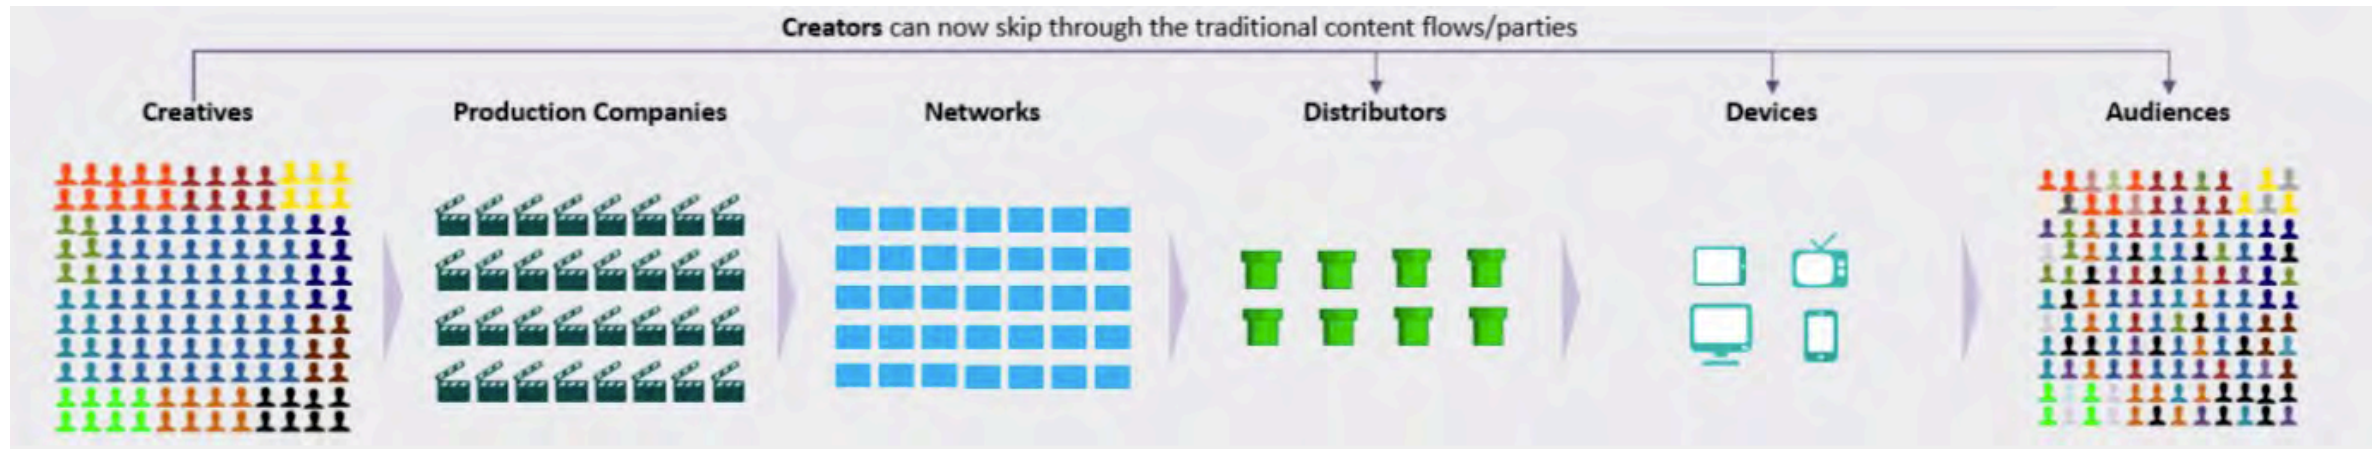 Creators can now skip through the traditional content flows/parties
Creatives
Production Companies
Networks
Distributors
Devices
Audiences